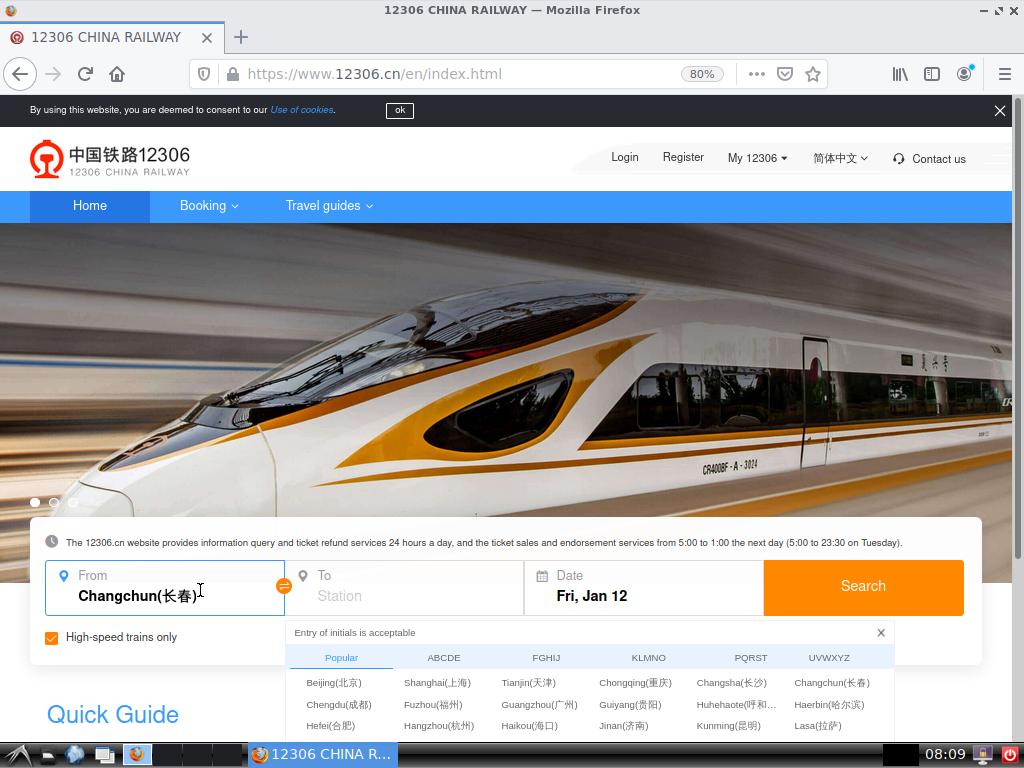 12306 CHINA RAILWAY — Mozilla Firefox
12306 CHINA RAILWAY
https://www.12306.cn/en/index.html
80%
By using this website, you are deemed to consent to our Use of cookies.
ok
中国铁路12306
12306 CHINA RAILWAY
Login
Register
My 12306
简体中文
Contact us
Home
Booking
Travel guides
复兴号
CR400BF-A-3024
The 12306.cn website provides information query and ticket refund services 24 hours a day, and the ticket sales and endorsement services from 5:00 to 1:00 the next day (5:00 to 23:30 on Tuesday).
From
Changchun(长春)
To
Station
Date
Fri, Jan 12
Search
High-speed trains only
Entry of initials is acceptable
Popular ABCDE FGHIJ KLMNO PQRST UVWXYZ
Beijing(北京) Shanghai(上海) Tianjin(天津) Chongqing(重庆) Changsha(长沙) Changchun(长春)
Chengdu(成都) Fuzhou(福州) Guangzhou(广州) Guiyang(贵阳) Huhehaote(呼和... Haerbin(哈尔滨)
Hefei(合肥) Hangzhou(杭州) Haikou(海口) Jinan(济南) Kunming(昆明) Lasa(拉萨)
Quick Guide
12306 CHINA R...
08:09